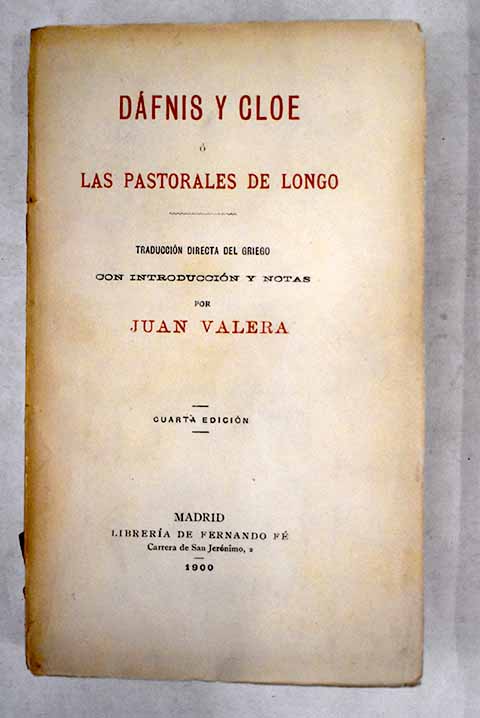 DÁFNIS Y CLOE
ó
LAS PASTORALES DE LONGO
TRADUCCIÓN DIRECTA DEL GRIEGO
CON INTRODUCCIÓN Y NOTAS
POR
JUAN VALERA
CUARTA EDICIÓN
MADRID
LIBRERÍA DE FERNANDO FÉ
Carrera de San Jerónimo, 2
1900